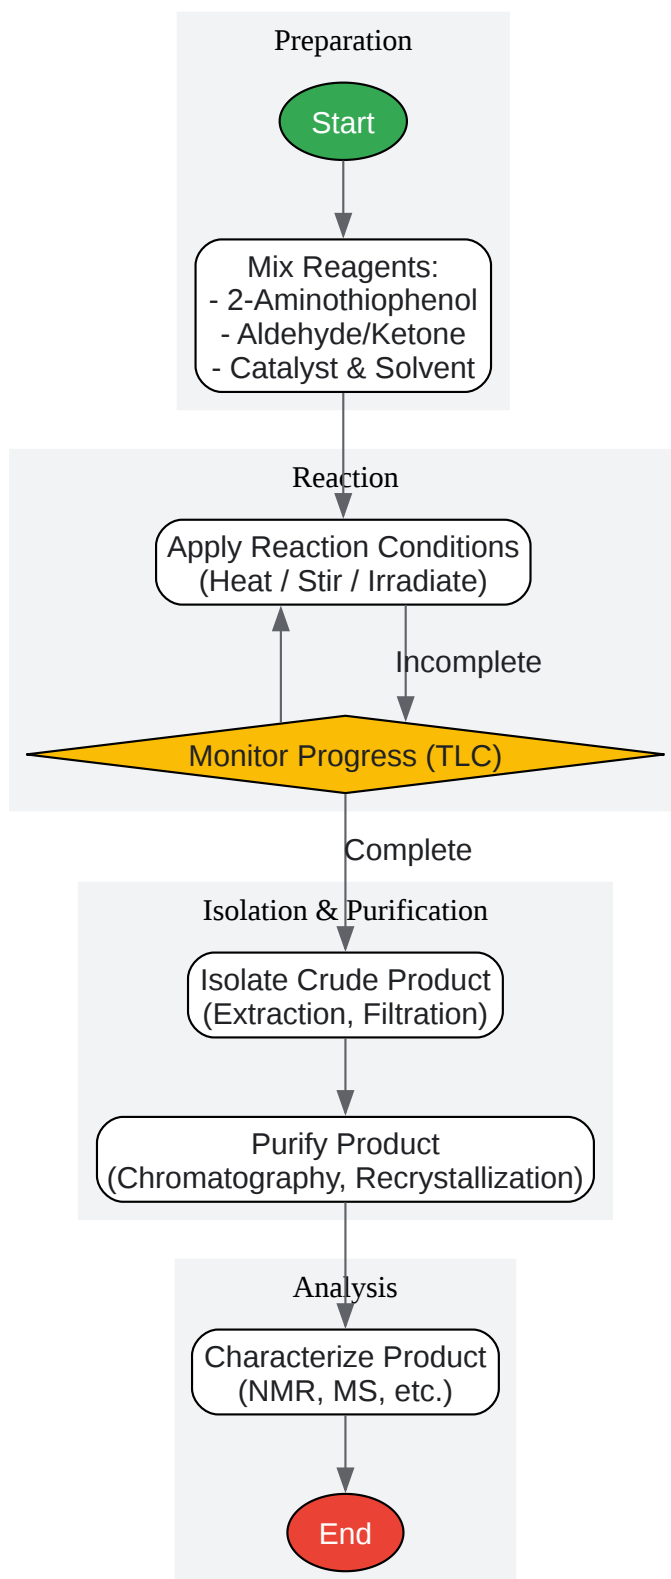 Preparation
Start
Mix Reagents:
- 2-Aminothiophenol
- Aldehyde/Ketone
- Catalyst & Solvent
Reaction
Apply Reaction Conditions
(Heat / Stir / Irradiate)
Incomplete
Monitor Progress (TLC)
Complete
Isolation & Purification
Isolate Crude Product
(Extraction, Filtration)
Purify Product
(Chromatography, Recrystallization)
Analysis
Characterize Product
(NMR, MS, etc.)
End